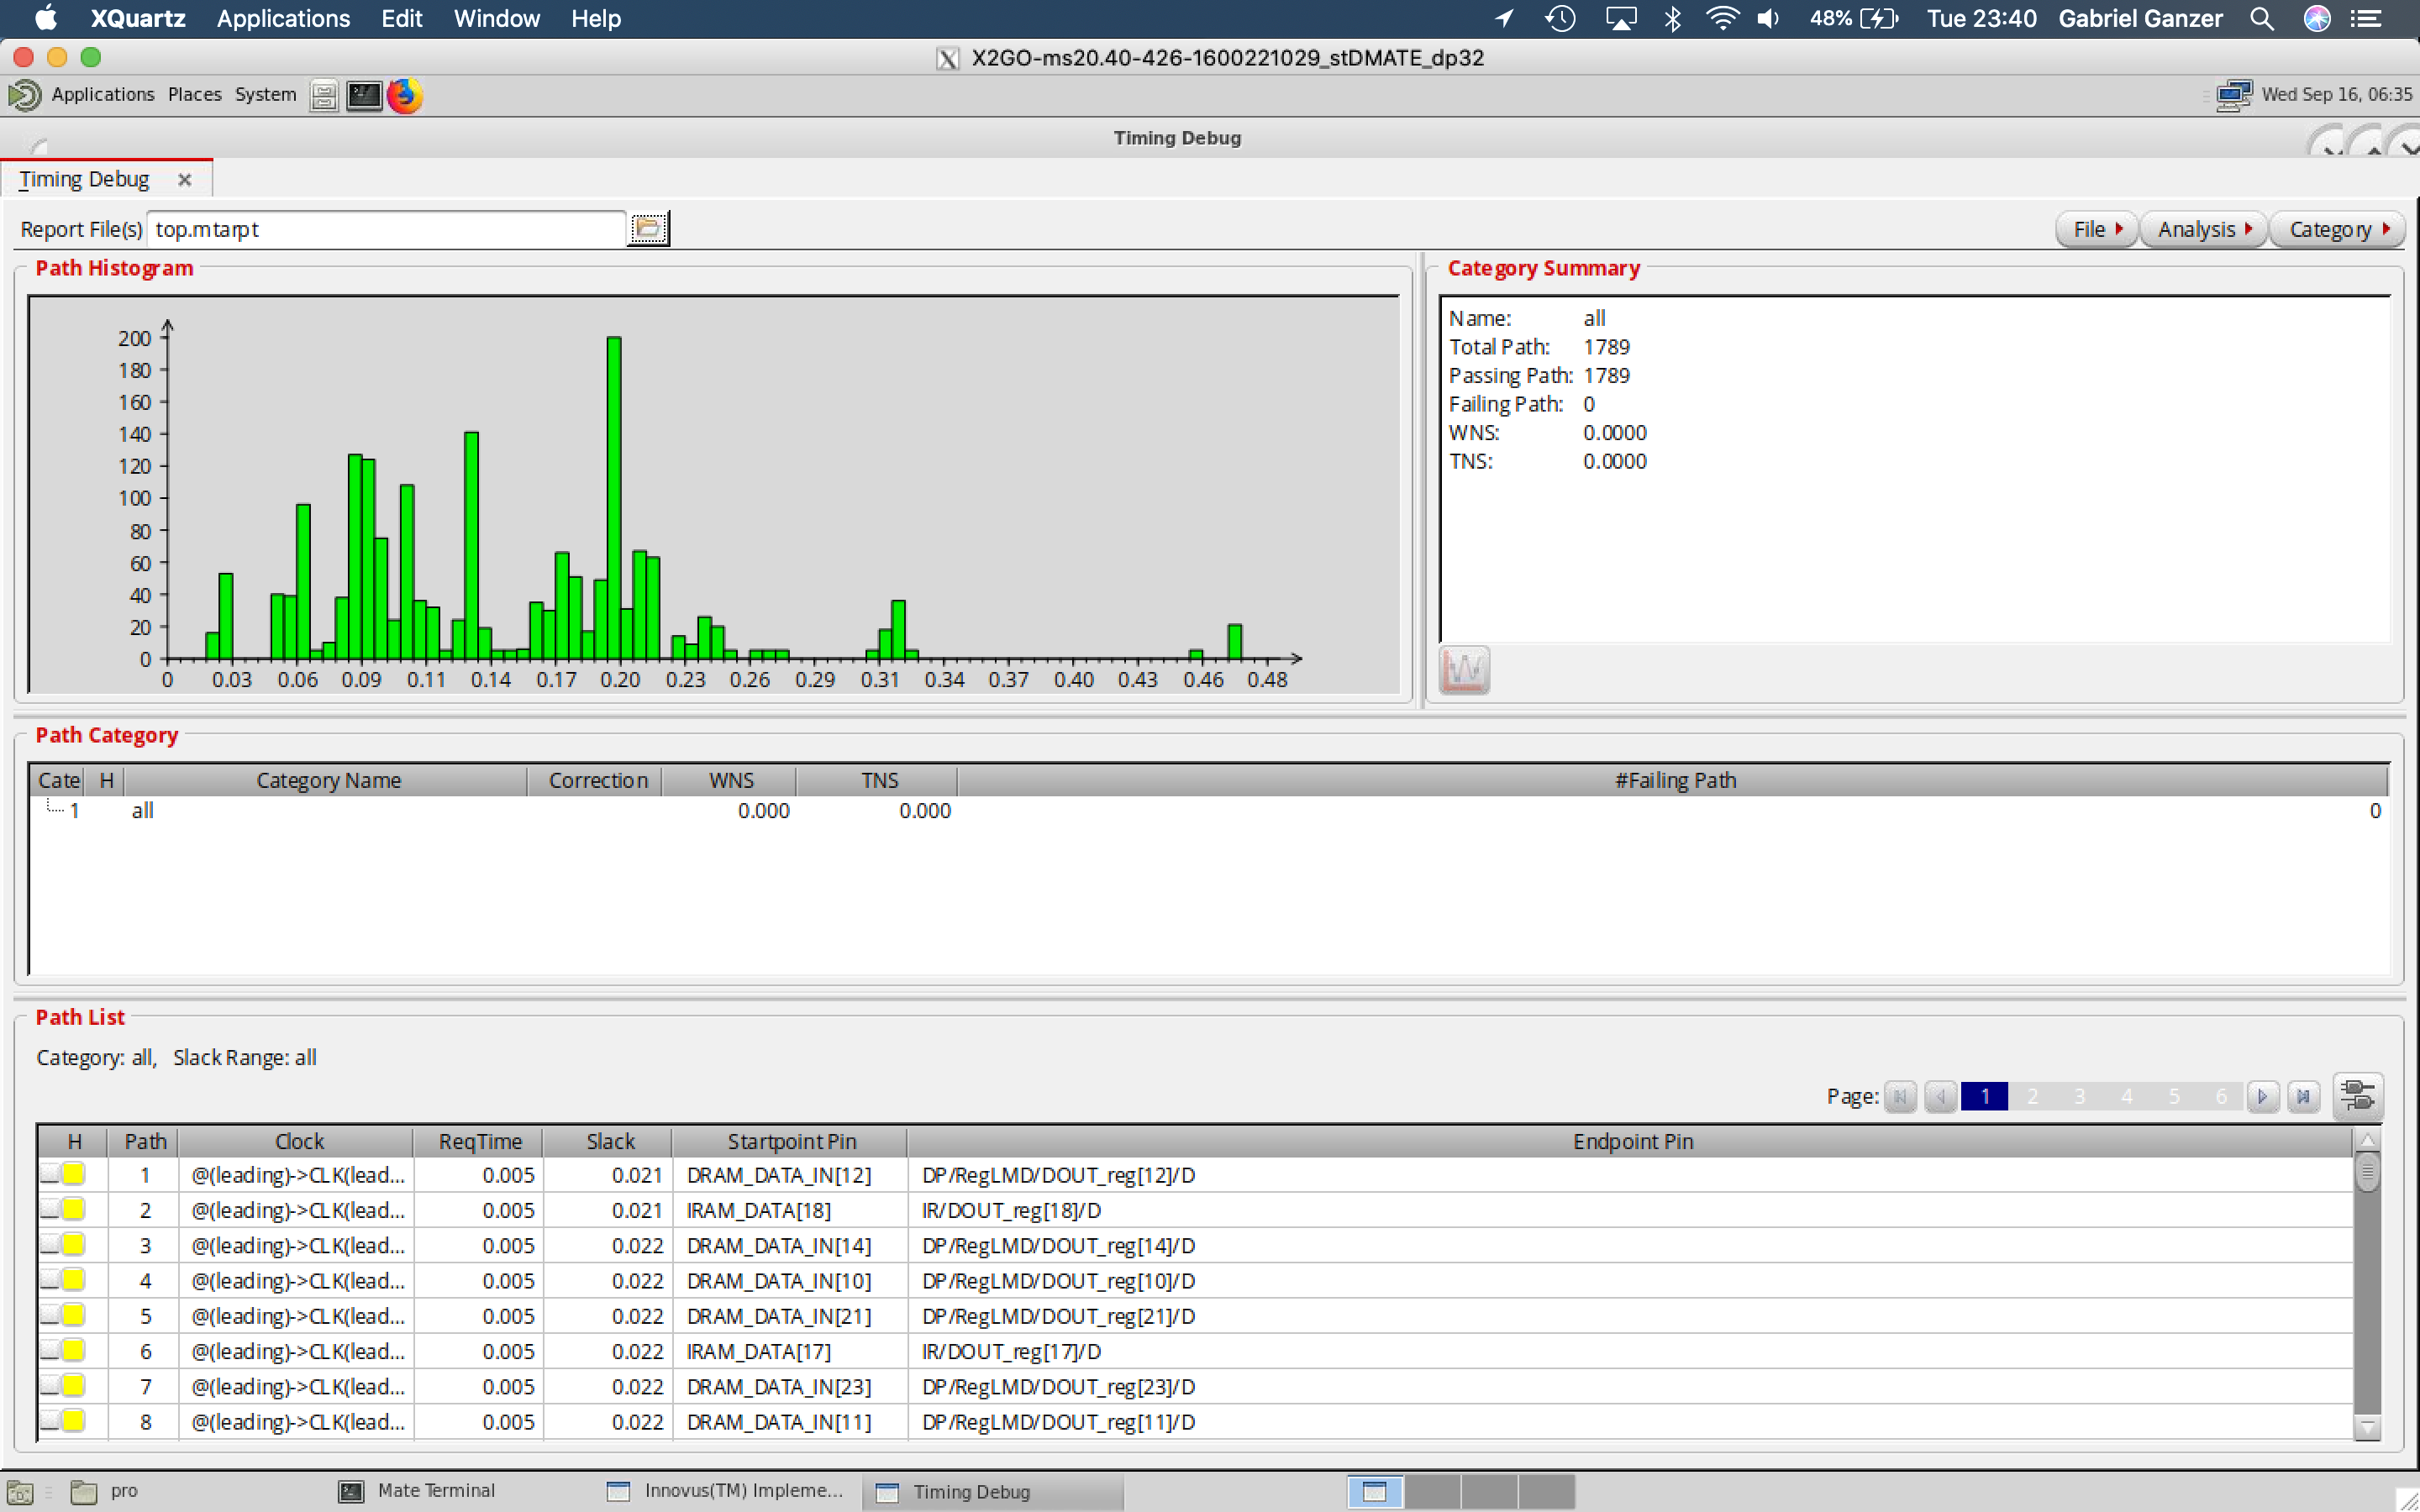 XQuartz Applications Edit Window Help 48% Tue 23:40 Gabriel Ganzer
X2GO-ms20.40-426-1600221029_stDMATE_dp32
Applications Places System Wed Sep 16, 06:35
Timing Debug
Timing Debug
Report File(s) top.mtarpt File Analysis Category
Path Histogram
200
180
160
140
120
100
80
60
40
20
0
0 0.03 0.06 0.09 0.11 0.14 0.17 0.20 0.23 0.26 0.29 0.31 0.34 0.37 0.40 0.43 0.46 0.48
Category Summary
Name: all
Total Path: 1789
Passing Path: 1789
Failing Path: 0
WNS: 0.0000
TNS: 0.0000
Path Category
Cate H Category Name Correction WNS TNS #Failing Path
1 all 0.000 0.000 0
Path List
Category: all, Slack Range: all
Page: 1 2 3 4 5 6
H Path Clock ReqTime Slack Startpoint Pin Endpoint Pin
1 @(leading)->CLK(lead... 0.005 0.021 DRAM_DATA_IN[12] DP/RegLMD/DOUT_reg[12]/D
2 @(leading)->CLK(lead... 0.005 0.021 IRAM_DATA[18] IR/DOUT_reg[18]/D
3 @(leading)->CLK(lead... 0.005 0.022 DRAM_DATA_IN[14] DP/RegLMD/DOUT_reg[14]/D
4 @(leading)->CLK(lead... 0.005 0.022 DRAM_DATA_IN[10] DP/RegLMD/DOUT_reg[10]/D
5 @(leading)->CLK(lead... 0.005 0.022 DRAM_DATA_IN[21] DP/RegLMD/DOUT_reg[21]/D
6 @(leading)->CLK(lead... 0.005 0.022 IRAM_DATA[17] IR/DOUT_reg[17]/D
7 @(leading)->CLK(lead... 0.005 0.022 DRAM_DATA_IN[23] DP/RegLMD/DOUT_reg[23]/D
8 @(leading)->CLK(lead... 0.005 0.022 DRAM_DATA_IN[11] DP/RegLMD/DOUT_reg[11]/D
pro Mate Terminal Innovus(TM) Impleme... Timing Debug